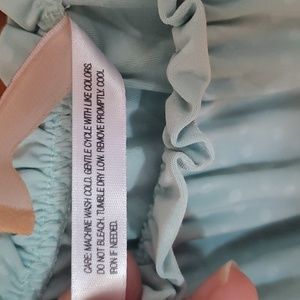 CARE: MACHINE WASH COLD. GENTLE CYCLE WITH LIKE COLORS.
DO NOT BLEACH. TUMBLE DRY LOW. REMOVE PROMPTLY. COOL
IRON IF NEEDED.